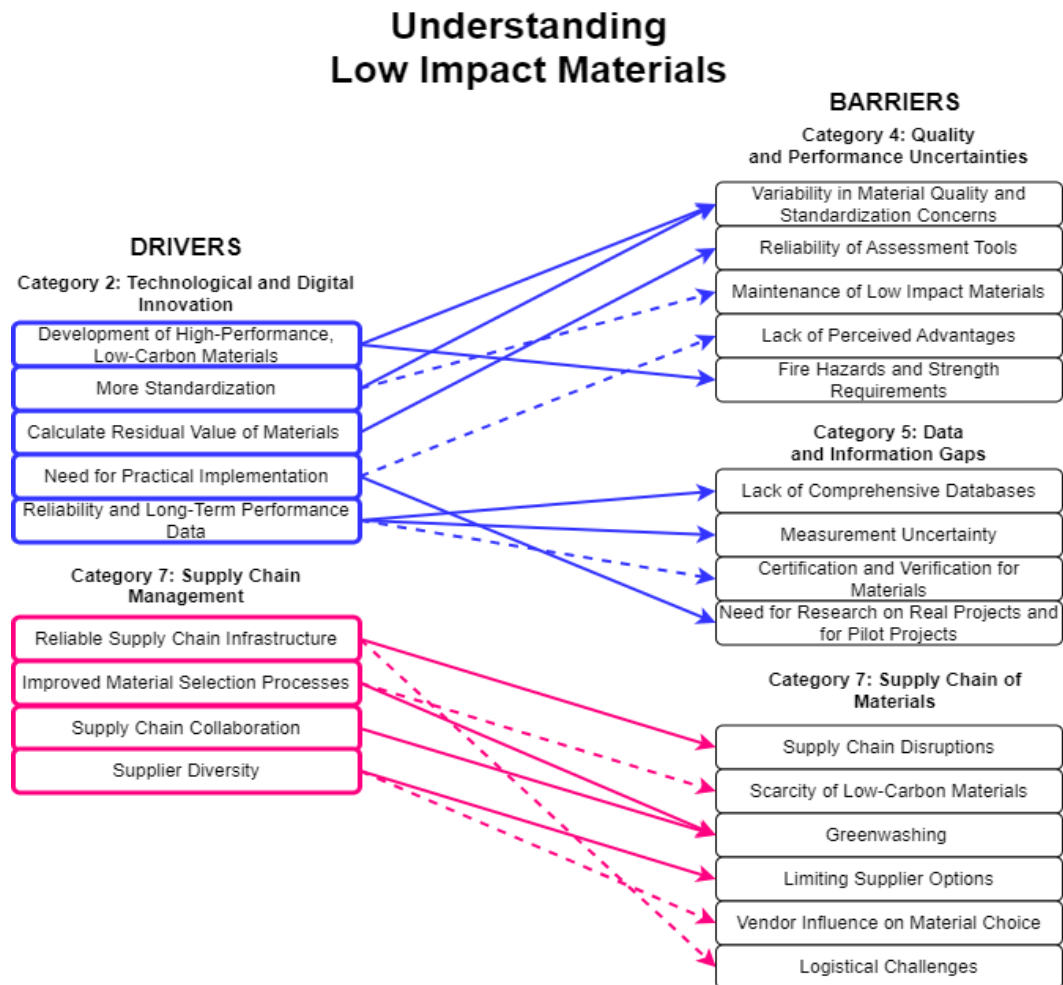 Understanding
Low Impact Materials
DRIVERS
Category 2: Technological and Digital
Innovation
Development of High-Performance,
Low-Carbon Materials
More Standardization
Calculate Residual Value of Materials
Need for Practical Implementation
Reliability and Long-Term Performance
Data
Category 7: Supply Chain
Management
Reliable Supply Chain Infrastructure
Improved Material Selection Processes
Supply Chain Collaboration
Supplier Diversity
BARRIERS
Category 4: Quality
and Performance Uncertainties
Variability in Material Quality and
Standardization Concerns
Reliability of Assessment Tools
Maintenance of Low Impact Materials
Lack of Perceived Advantages
Fire Hazards and Strength
Requirements
Category 5: Data
and Information Gaps
Lack of Comprehensive Databases
Measurement Uncertainty
Certification and Verification for
Materials
Need for Research on Real Projects and
for Pilot Projects
Category 7: Supply Chain of
Materials
Supply Chain Disruptions
Scarcity of Low-Carbon Materials
Greenwashing
Limiting Supplier Options
Vendor Influence on Material Choice
Logistical Challenges